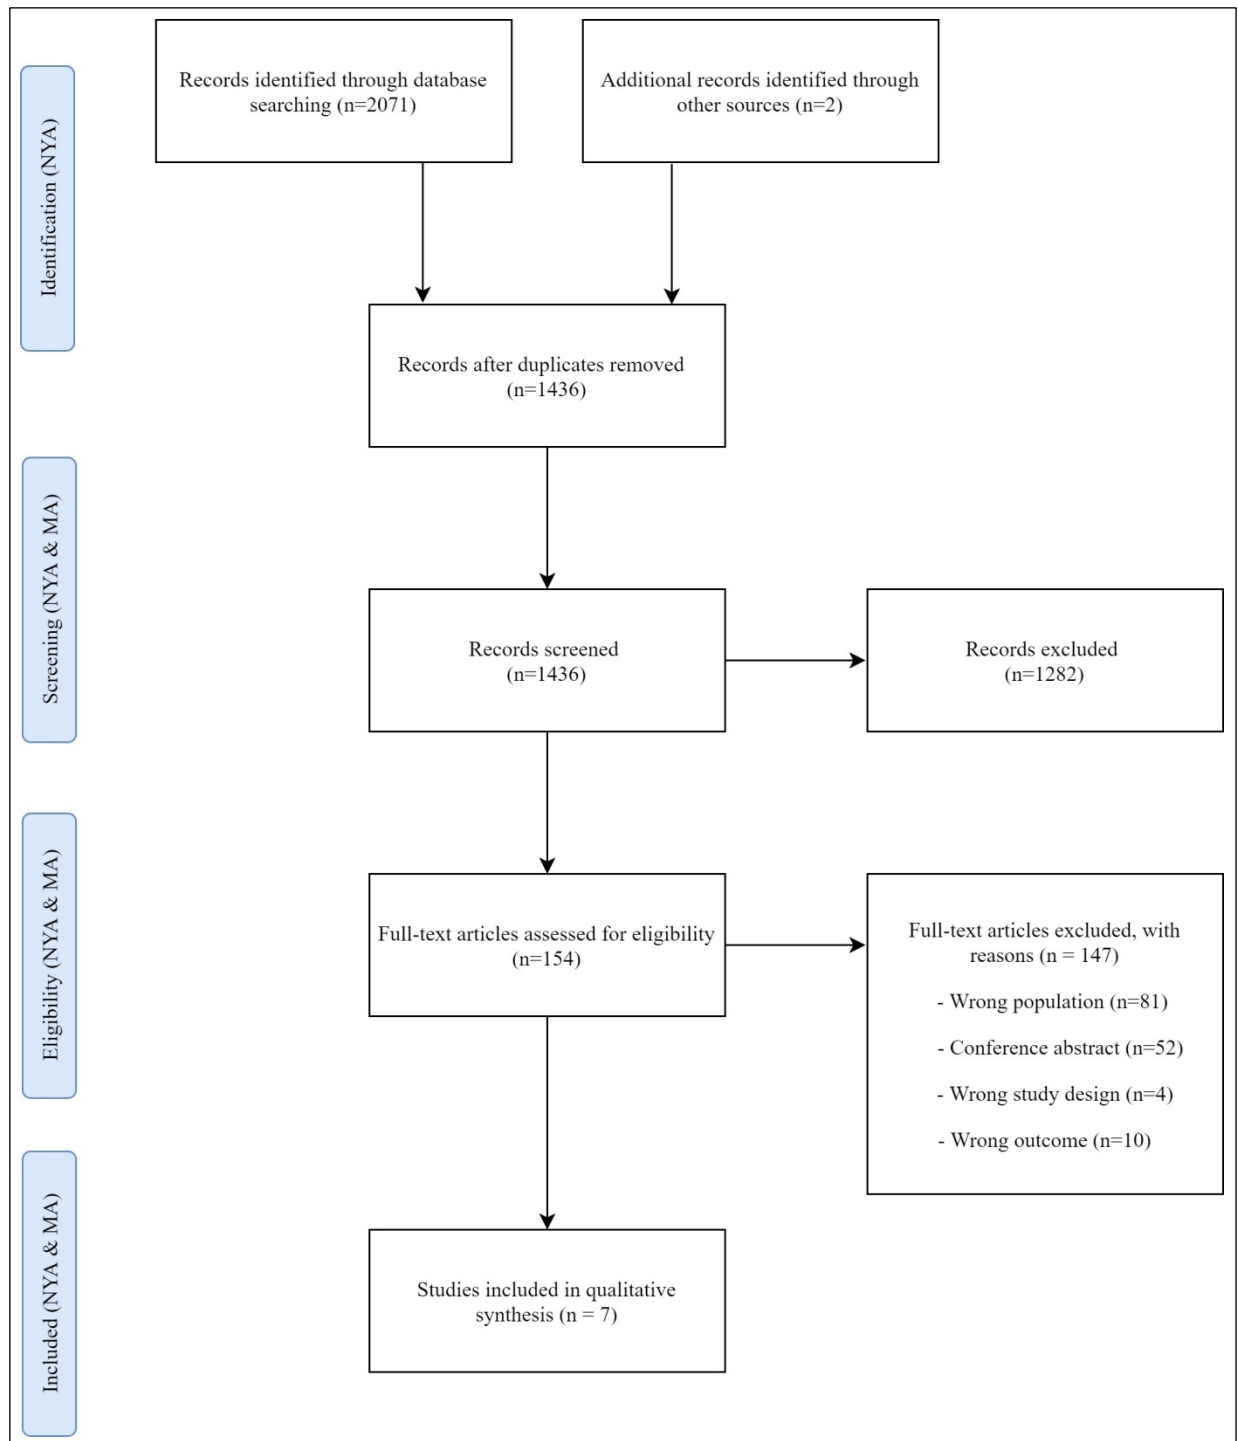 Identification (NYA)
Records identified through database
searching (n=2071)
Additional records identified through
other sources (n=2)
Records after duplicates removed
(n=1436)
Screening (NYA & MA)
Records screened
(n=1436)
Records excluded
(n=1282)
Eligibility (NYA & MA)
Full-text articles assessed for eligibility
(n=154)
Full-text articles excluded, with
reasons (n = 147)
- Wrong population (n=81)
- Conference abstract (n=52)
- Wrong study design (n=4)
- Wrong outcome (n=10)
Included (NYA & MA)
Studies included in qualitative
synthesis (n = 7)